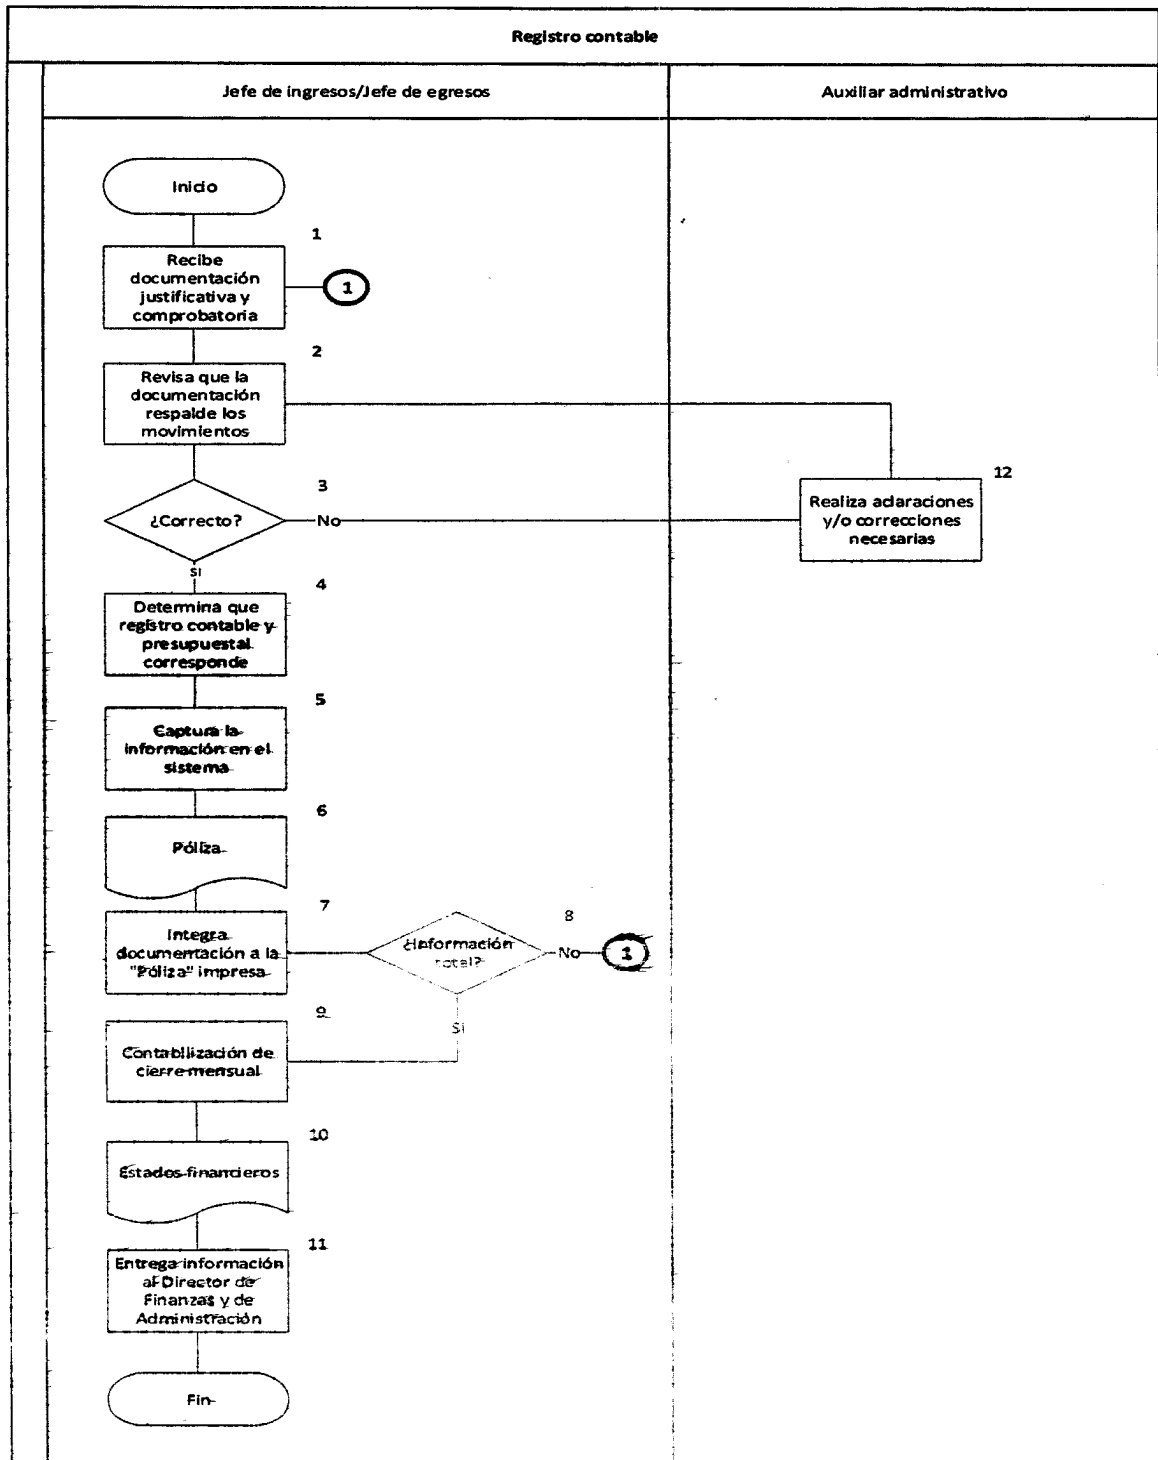 Registro contable
Jefe de ingresos/Jefe de egresos
Auxiliar administrativo
Inicio
1
Recibe
documentación
justificativa y
comprobatoria
1
2
Revisa que la
documentación
respalde los
movimientos
3
¿Correcto?
No
12
Realiza aclaraciones
y/o correcciones
necesarias
SI
4
Determina que
registro contable y
presupuestal
corresponde
5
Captura la
información en el
sistema
6
Póliza
7
Integra
documentación a la
"Póliza" impresa
¿Información
total?
8
No
1
Si
9
Contabilización de
cierre mensual
10
Estados financieros
11
Entrega información
al Director de
Finanzas y de
Administración
Fin